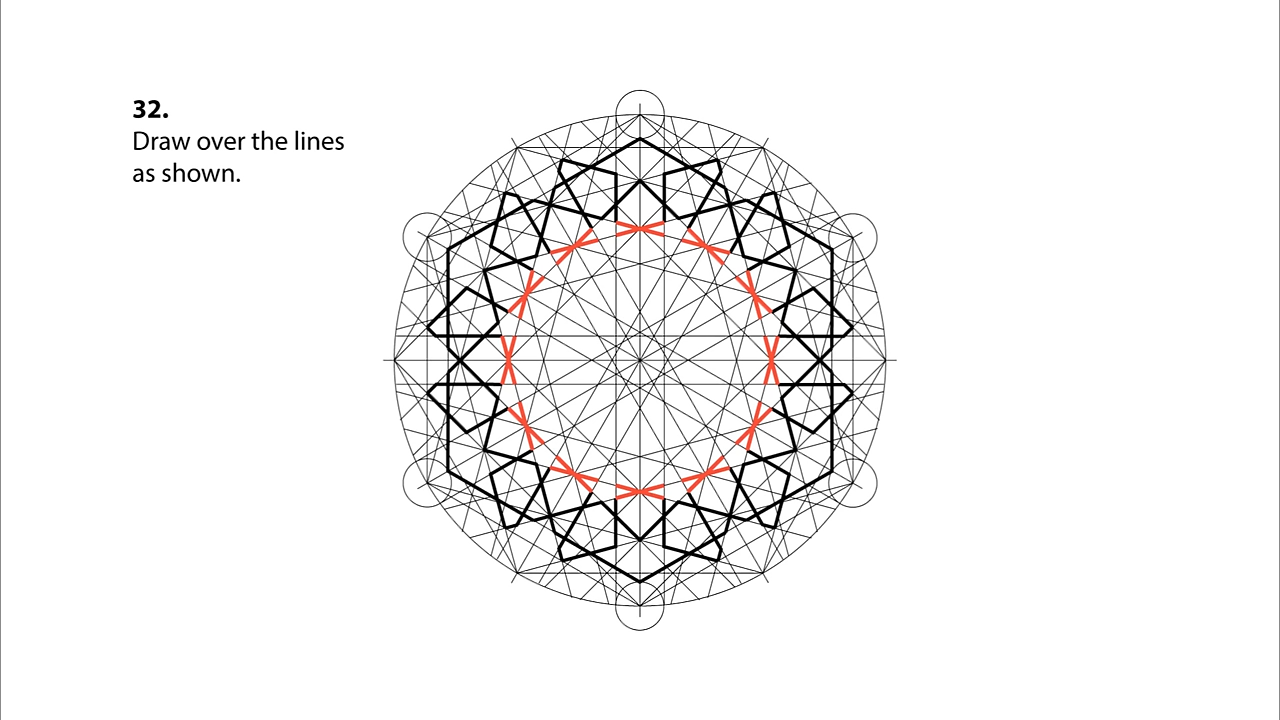 32.
Draw over the lines
as shown.